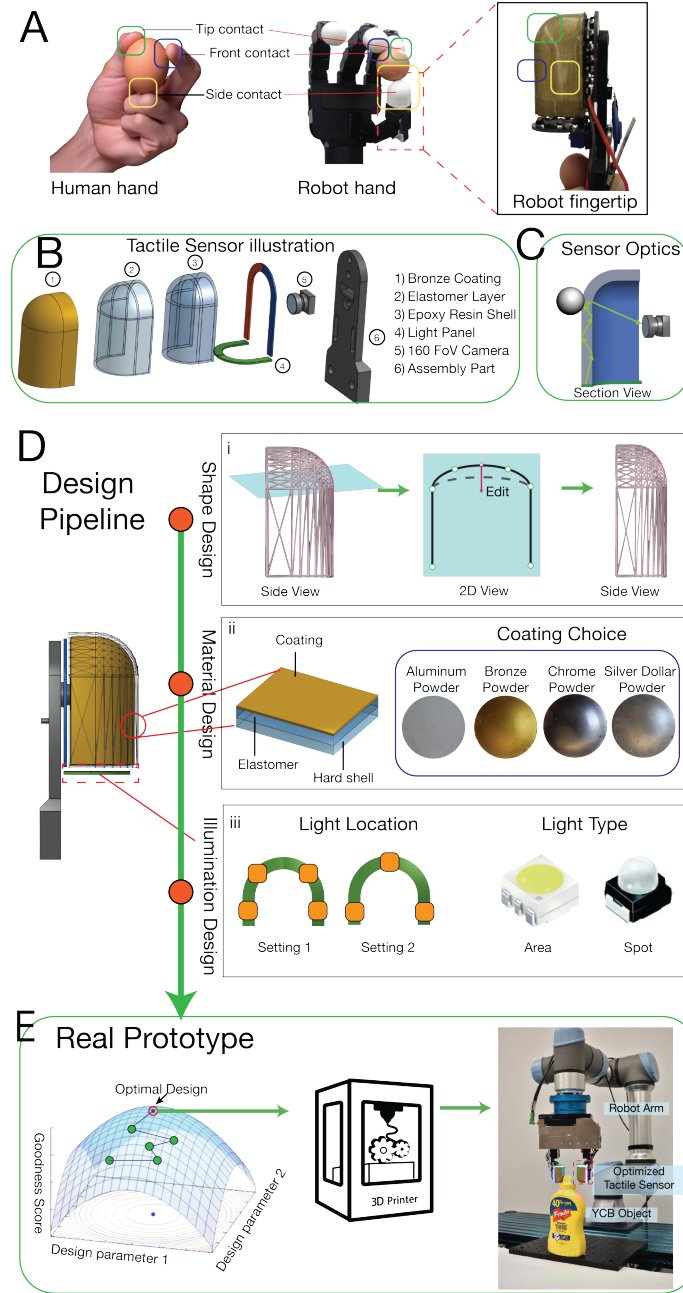 A
Tip contact
Front contact
Side contact
Human hand
Robot hand
Robot fingertip
B
Tactile Sensor illustration
1
2
3
4
5
6
1) Bronze Coating
2) Elastomer Layer
3) Epoxy Resin Shell
4) Light Panel
5) 160 FoV Camera
6) Assembly Part
C
Sensor Optics
Section View
D
Design
Pipeline
Shape Design
i
Edit
Side View
2D View
Side View
Material Design
ii
Coating
Elastomer
Hard shell
Coating Choice
Aluminum
Powder
Bronze
Powder
Chrome
Powder
Silver Dollar
Powder
Illumination Design
iii
Light Location
Setting 1
Setting 2
Light Type
Area
Spot
E
Real Prototype
Optimal Design
Goodness Score
Design parameter 1
Design parameter 2
3D Printer
Robot Arm
Optimized
Tactile Sensor
YCB Object
French's